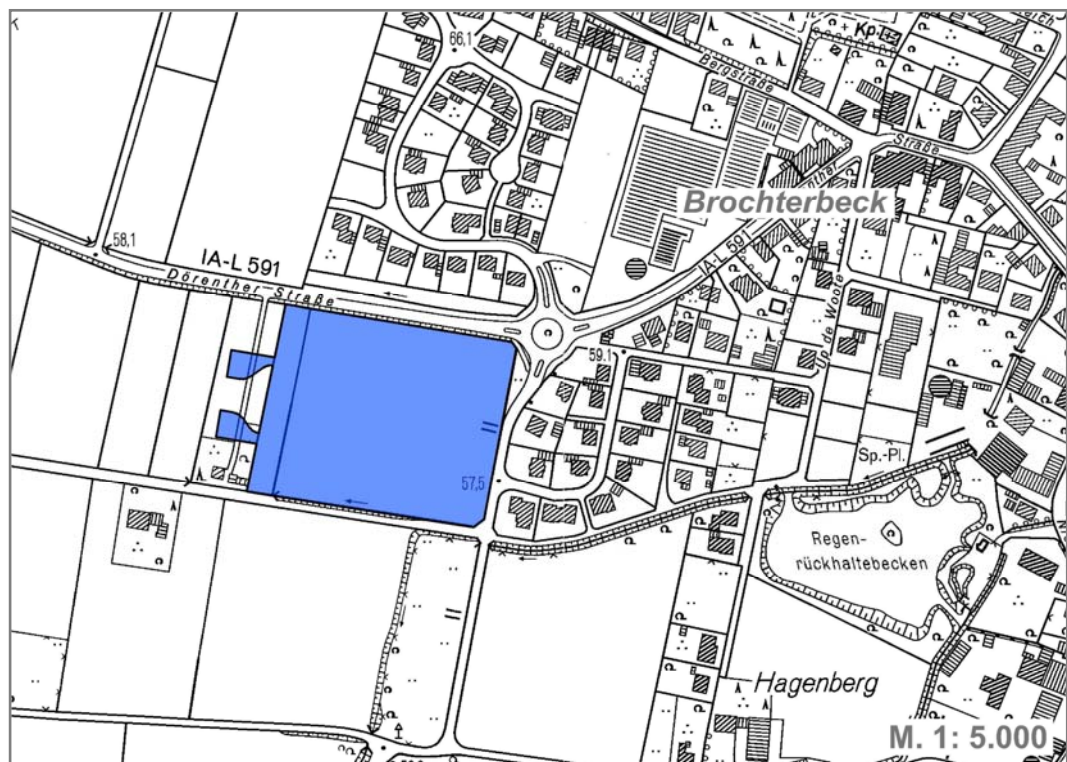 66,1
Kp.
Bergstraße
Straße
Brochterbeck
58,1
IA-L 591
IA-L 591
Dörenther Straße
Up de Woote
59.1
57,5
Sp.-Pl.
Regen-
rückhaltebecken
Hagenberg
M. 1: 5.000